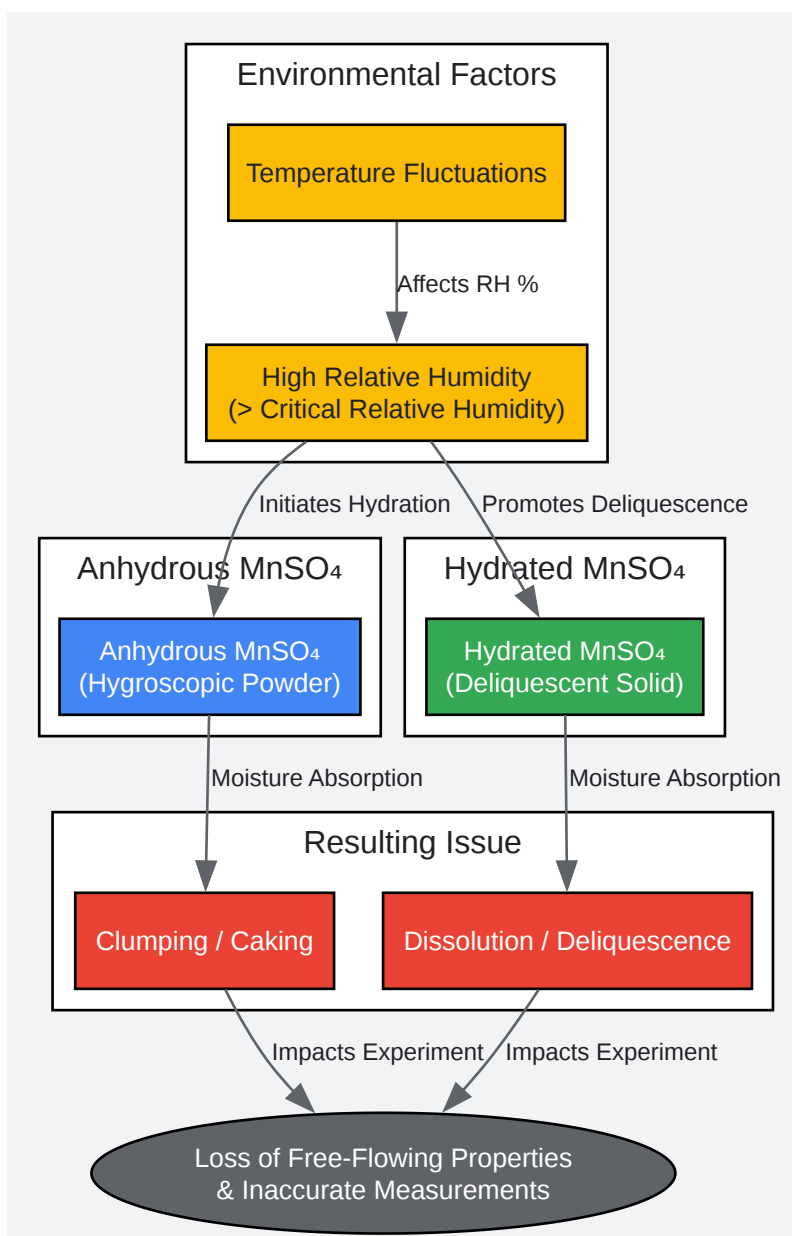 Environmental Factors
Temperature Fluctuations
Affects RH %
High Relative Humidity
(> Critical Relative Humidity)
Initiates Hydration
Promotes Deliquescence
Anhydrous MnSO₄
Hydrated MnSO₄
Anhydrous MnSO₄
(Hygroscopic Powder)
Hydrated MnSO₄
(Deliquescent Solid)
Moisture Absorption
Moisture Absorption
Resulting Issue
Clumping / Caking
Dissolution / Deliquescence
Impacts Experiment
Impacts Experiment
Loss of Free-Flowing Properties
& Inaccurate Measurements